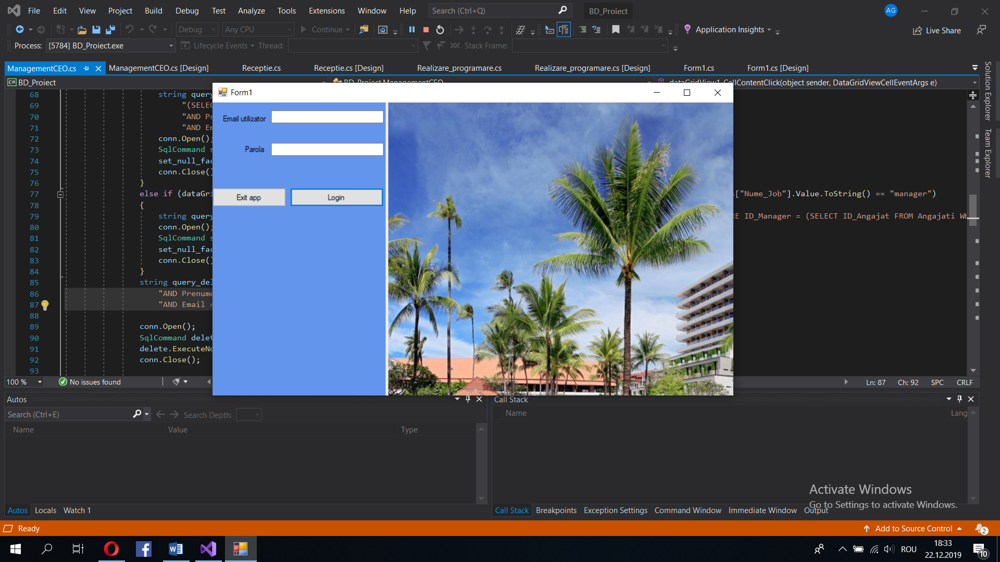 File Edit View Project Build Debug Test Analyze Tools Extensions Window Help Search (Ctrl+Q) BD_Proiect AG
Debug Any CPU Continue Application Insights Live Share
Process: [5784] BD_Proiect.exe Lifecycle Events Thread: Stack Frame:
ManagementCEO.cs ManagementCEO.cs [Design] Receptie.cs Receptie.cs [Design] Realizare_programare.cs Realizare_programare.cs [Design] Form1.cs Form1.cs [Design]
C# BD_Proiect BD_Proiect.ManagementCEO dataGridView1_CellContentClick(object sender, DataGridViewCellEventArgs e)
Form1
Email utilizator
Parola
Exit app Login
68 string query
69 "(SELEC
70 "AND Pr
71 "AND Em
72 conn.Open();
73 SqlCommand s
74 set_null_fac
75 conn.Close()
76 }
77 else if (dataGri s["Nume_Job"].Value.ToString() == "manager")
78 {
79 string query RE ID_Manager = (SELECT ID_Angajat FROM Angajati WH
80 conn.Open();
81 SqlCommand s
82 set_null_fac
83 conn.Close()
84 }
85 string query_del
86 "AND Prenume
87 "AND Email =
88
89 conn.Open();
90 SqlCommand delet
91 delete.ExecuteNo
92 conn.Close();
93
100 % No issues found Ln: 87 Ch: 92 SPC CRLF
Solution Explorer
Team Explorer
Autos
Search (Ctrl+E) Search Depth:
Name Value Type
Autos Locals Watch 1
Call Stack
Name Lang
Call Stack Breakpoints Exception Settings Command Window Immediate Window Output
Activate Windows
Go to Settings to activate Windows.
Ready Add to Source Control 2
ROU 18:33
22.12.2019 10